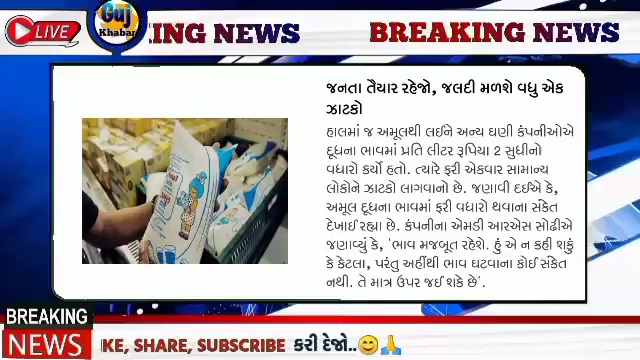 LIVE
Guj
Khabar
KING NEWS
BREAKING NEWS
જનતા તૈયાર રહેજો, જલદી મળશે વધુ એક
ઝાટકો
હાલમાં જ અમૂલથી લઈને અન્ય ઘણી કંપનીઓએ
દૂધના ભાવમાં પ્રતિ લીટર રૂપિયા 2 સુધીનો
વધારો કર્યો હતો. ત્યારે ફરી એકવાર સામાન્ય
લોકોને ઝાટકો લાગવાનો છે. જણાવી દઈએ કે,
અમૂલ દૂધના ભાવમાં ફરી વધારો થવાના સંકેત
દેખાઈ રહ્યા છે. કંપનીના એમડી આરએસ સોઢીએ
જણાવ્યું કે, 'ભાવ મજબૂત રહેશે. હું એ ન કહી શકું
કે કેટલા, પરંતુ અહીંથી ભાવ ઘટવાના કોઈ સંકેત
નથી. તે માત્ર ઉપર જઈ શકે છે'.
BREAKING
NEWS
KE, SHARE, SUBSCRIBE કરી દેજો..😊🙏